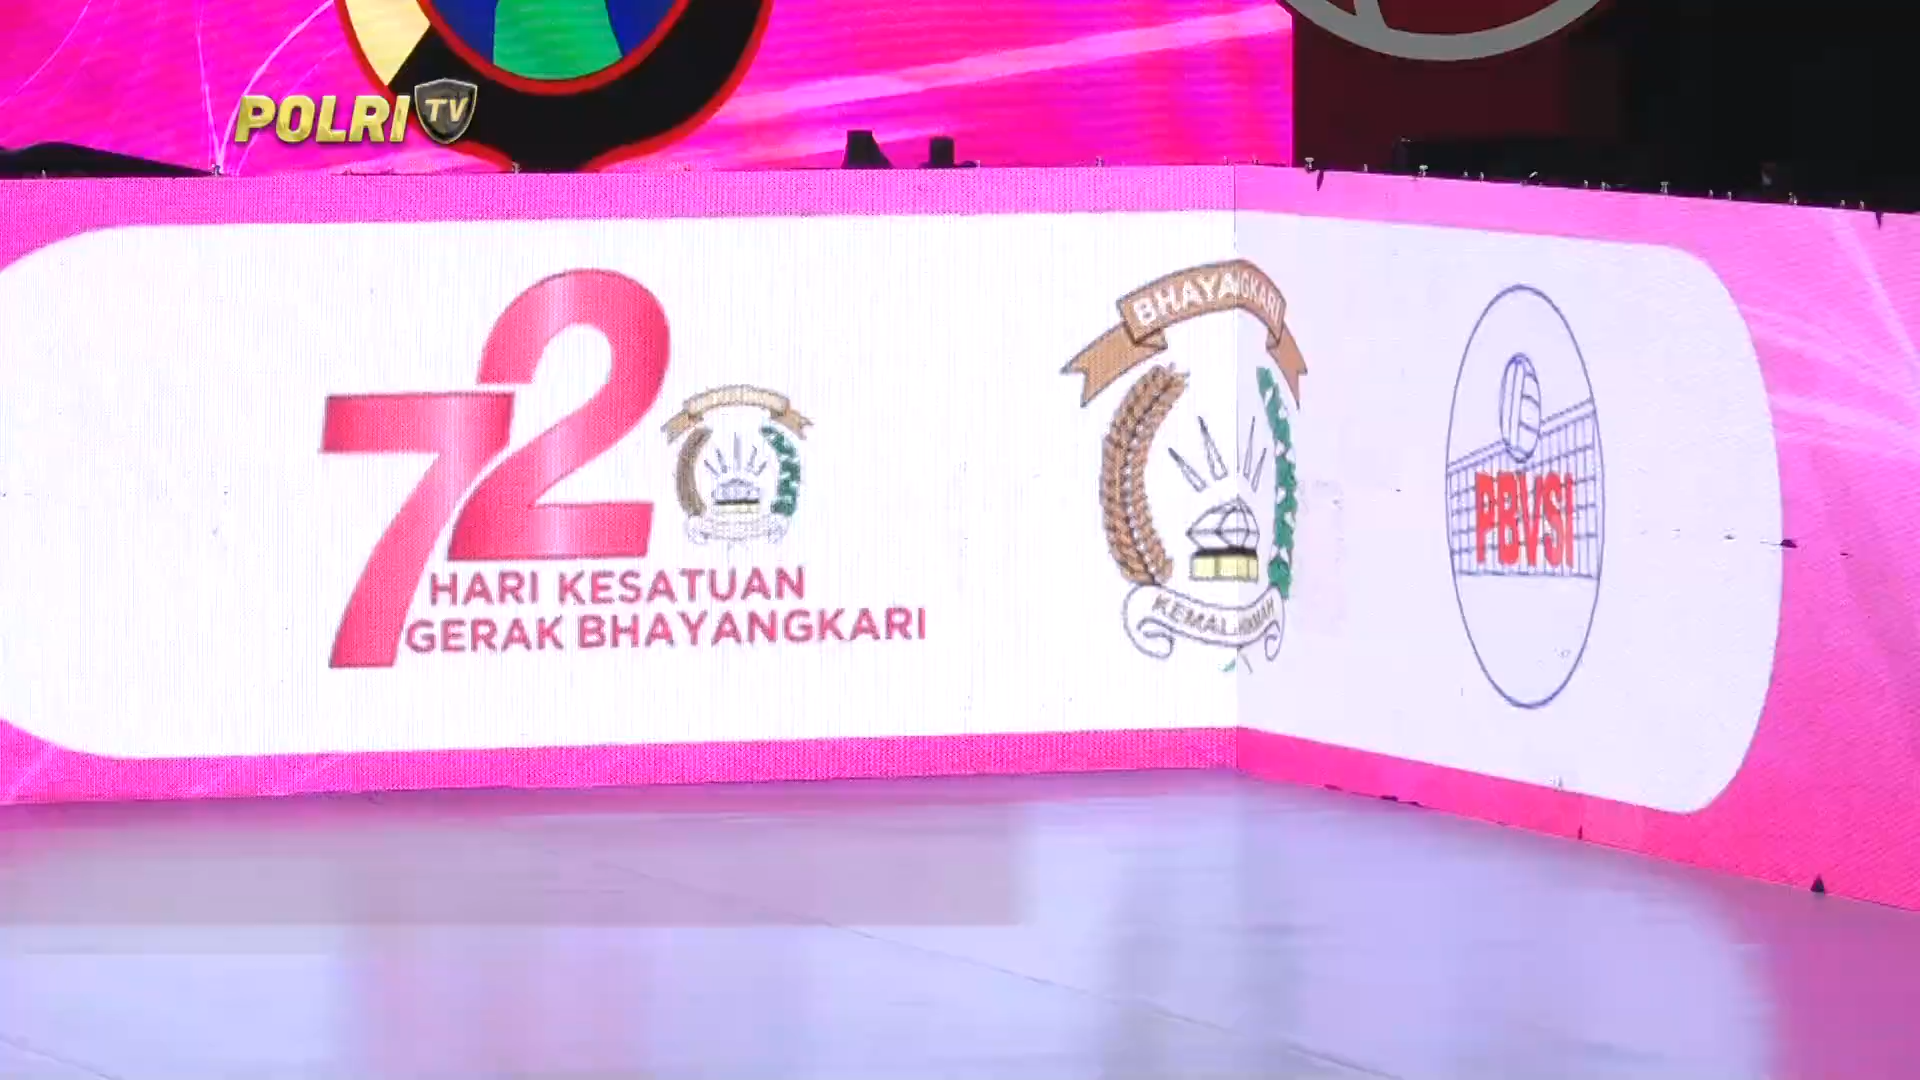 POLRI TV
72
HARI KESATUAN
GERAK BHAYANGKARI
BHAYANGKARI
PBVSI